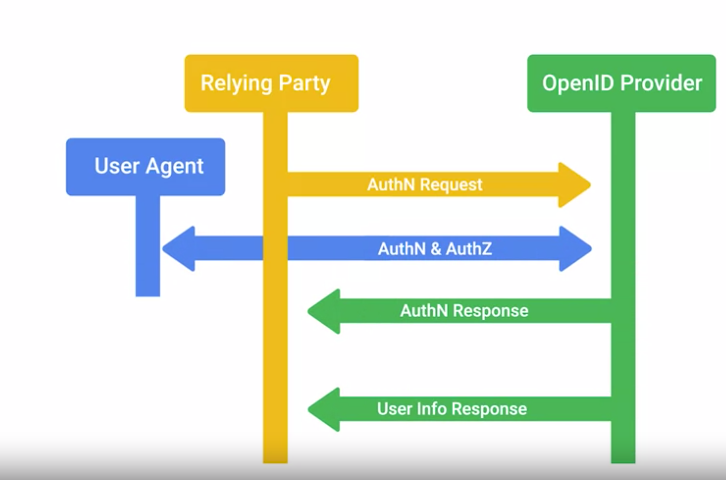 Relying Party
OpenID Provider
User Agent
AuthN Request
AuthN & AuthZ
AuthN Response
User Info Response